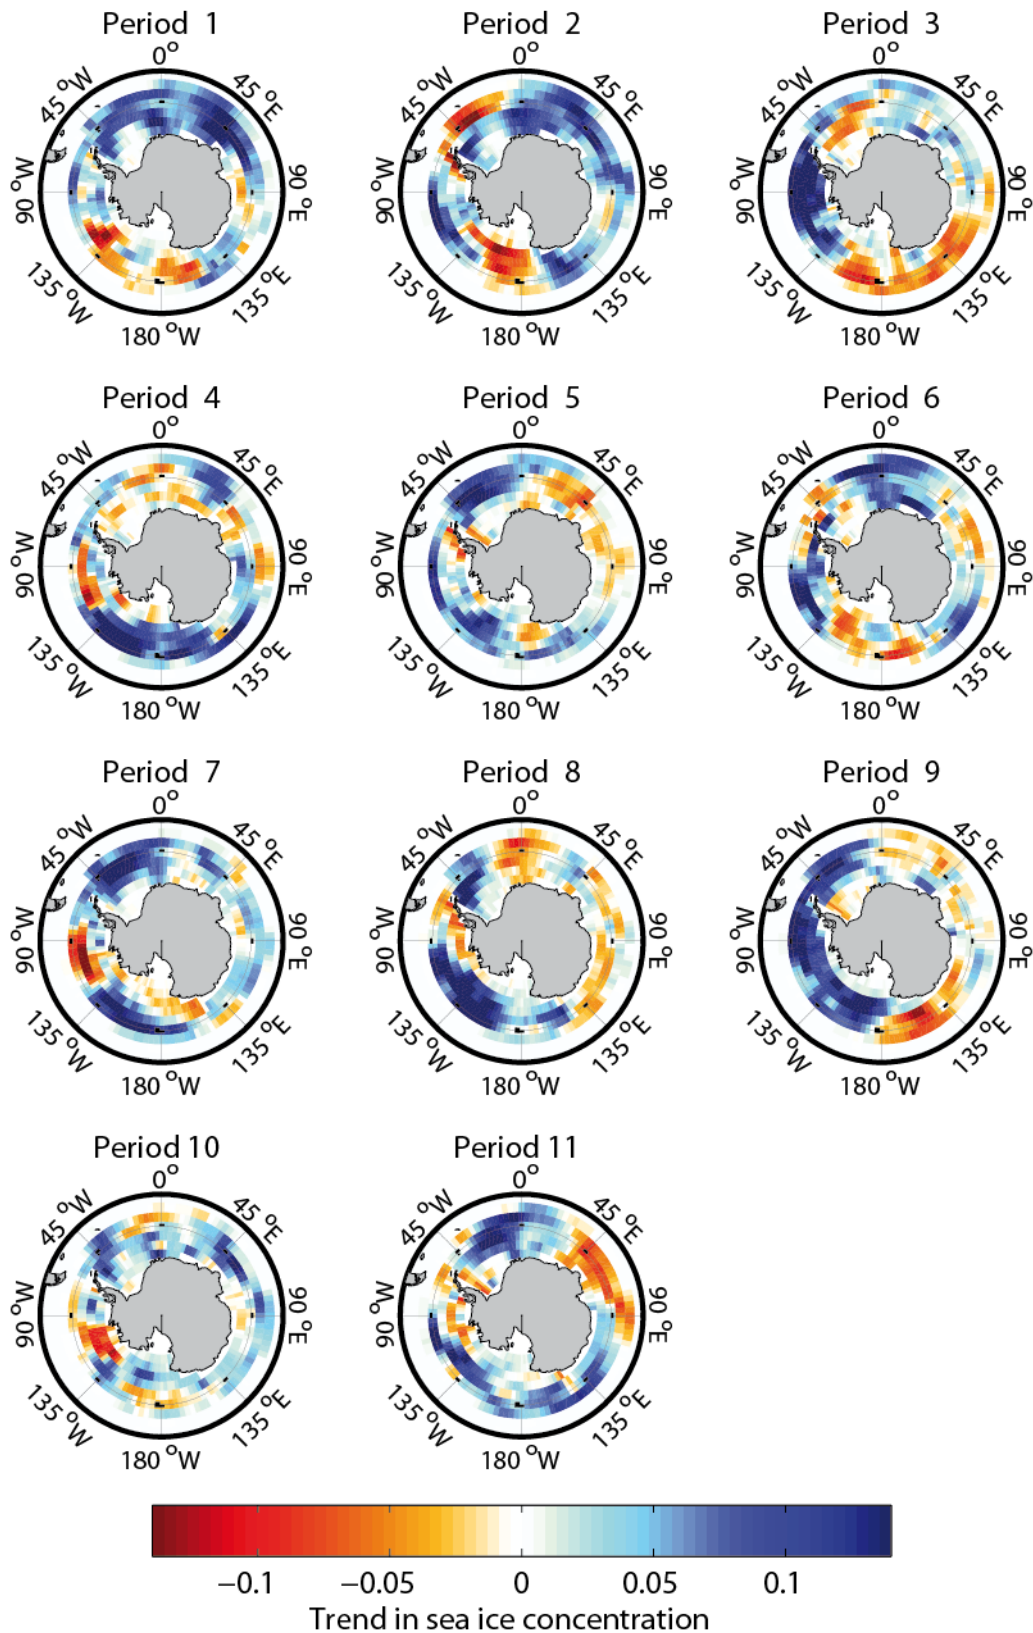 Period 1 Period 2 Period 3
0° 0° 0°
45 °W 45 °E 45 °W 45 °E 45 °W 45 °E
90 °W 90 °E 90 °W 90 °E 90 °W 90 °E
135 °W 135 °E 135 °W 135 °E 135 °W 135 °E
180 °W 180 °W 180 °W
Period 4 Period 5 Period 6
0° 0° 0°
45 °W 45 °E 45 °W 45 °E 45 °W 45 °E
90 °W 90 °E 90 °W 90 °E 90 °W 90 °E
135 °W 135 °E 135 °W 135 °E 135 °W 135 °E
180 °W 180 °W 180 °W
Period 7 Period 8 Period 9
0° 0° 0°
45 °W 45 °E 45 °W 45 °E 45 °W 45 °E
90 °W 90 °E 90 °W 90 °E 90 °W 90 °E
135 °W 135 °E 135 °W 135 °E 135 °W 135 °E
180 °W 180 °W 180 °W
Period 10 Period 11
0° 0°
45 °W 45 °E 45 °W 45 °E
90 °W 90 °E 90 °W 90 °E
135 °W 135 °E 135 °W 135 °E
180 °W 180 °W
−0.1 −0.05 0 0.05 0.1
Trend in sea ice concentration